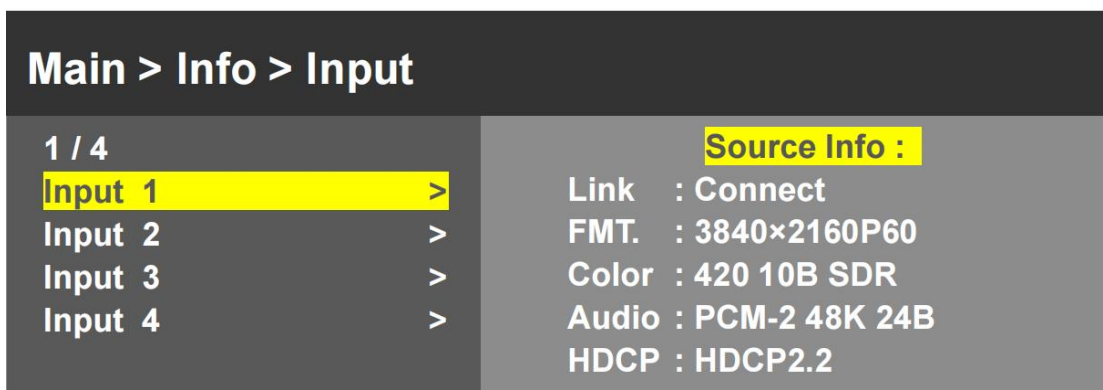 Main > Info > Input
1 / 4
Input 1 >
Input 2 >
Input 3 >
Input 4 >
Source Info :
Link : Connect
FMT. : 3840×2160P60
Color : 420 10B SDR
Audio : PCM-2 48K 24B
HDCP : HDCP2.2